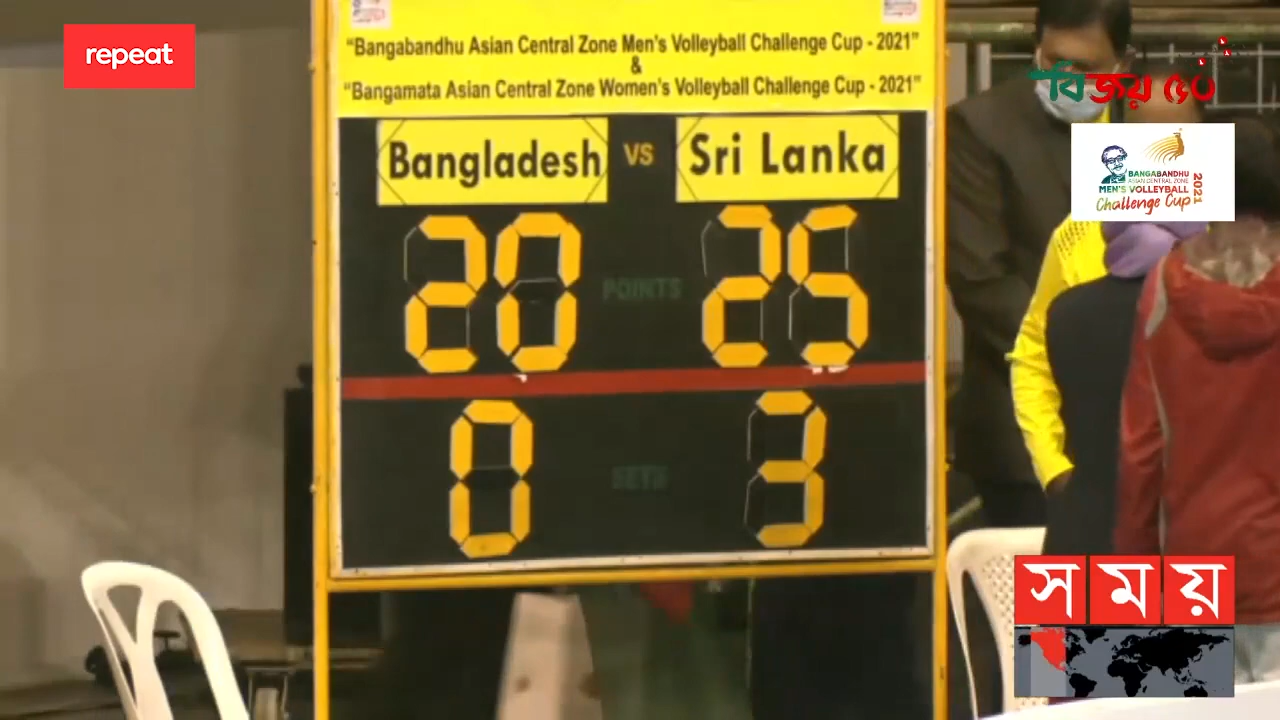 repeat
“Bangabandhu Asian Central Zone Men's Volleyball Challenge Cup - 2021”
&
“Bangamata Asian Central Zone Women's Volleyball Challenge Cup - 2021”
বিজয় ৫০
BANGABANDHU
ASIAN CENTRAL ZONE
MEN'S VOLLEYBALL
Challenge Cup
2021
Bangladesh VS Sri Lanka
20 POINTS 25
0 SETS 3
সময়